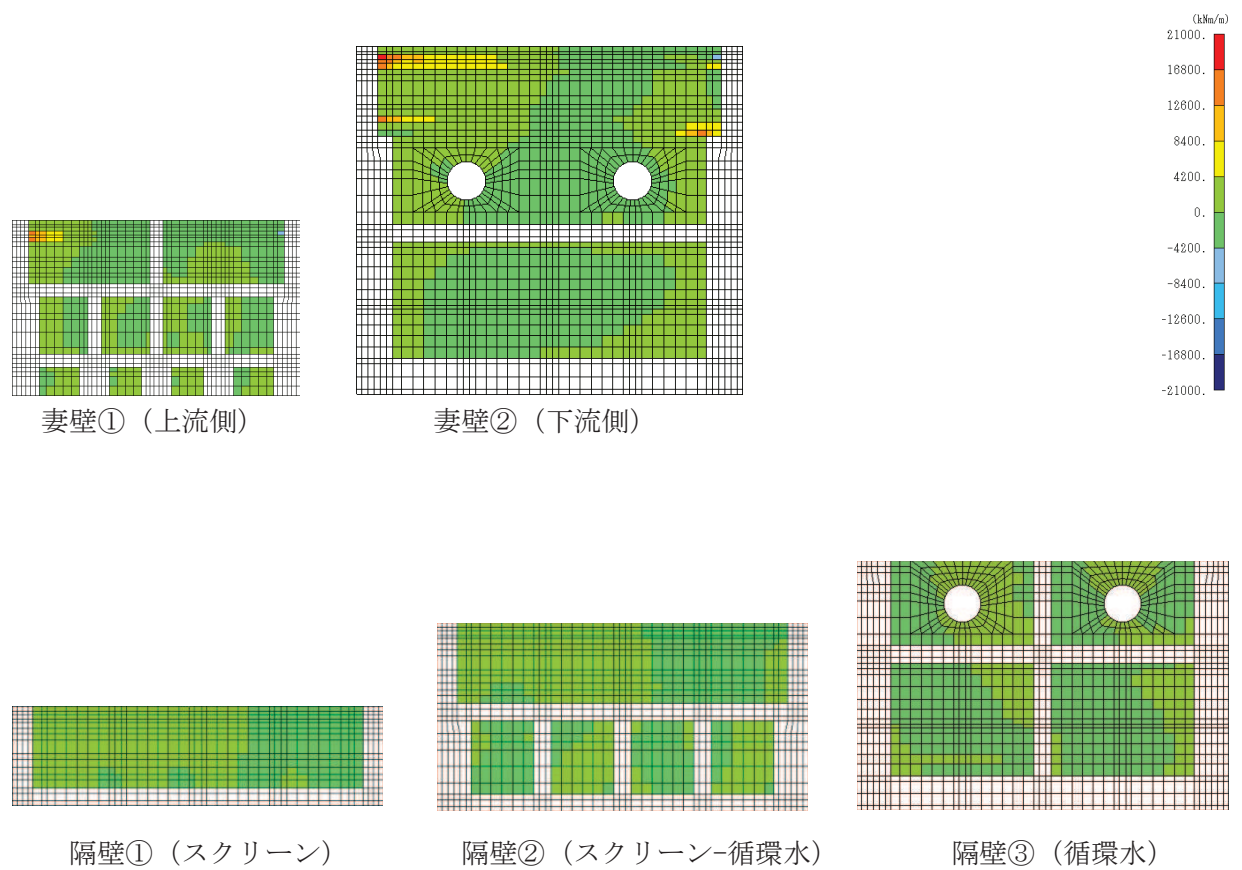 (kNm/m)
21000.
16800.
12600.
8400.
4200.
0.
-4200.
-8400.
-12600.
-16800.
-21000.
妻壁①（上流側）
妻壁②（下流側）
隔壁①（スクリーン）
隔壁②（スクリーン−循環水）
隔壁③（循環水）